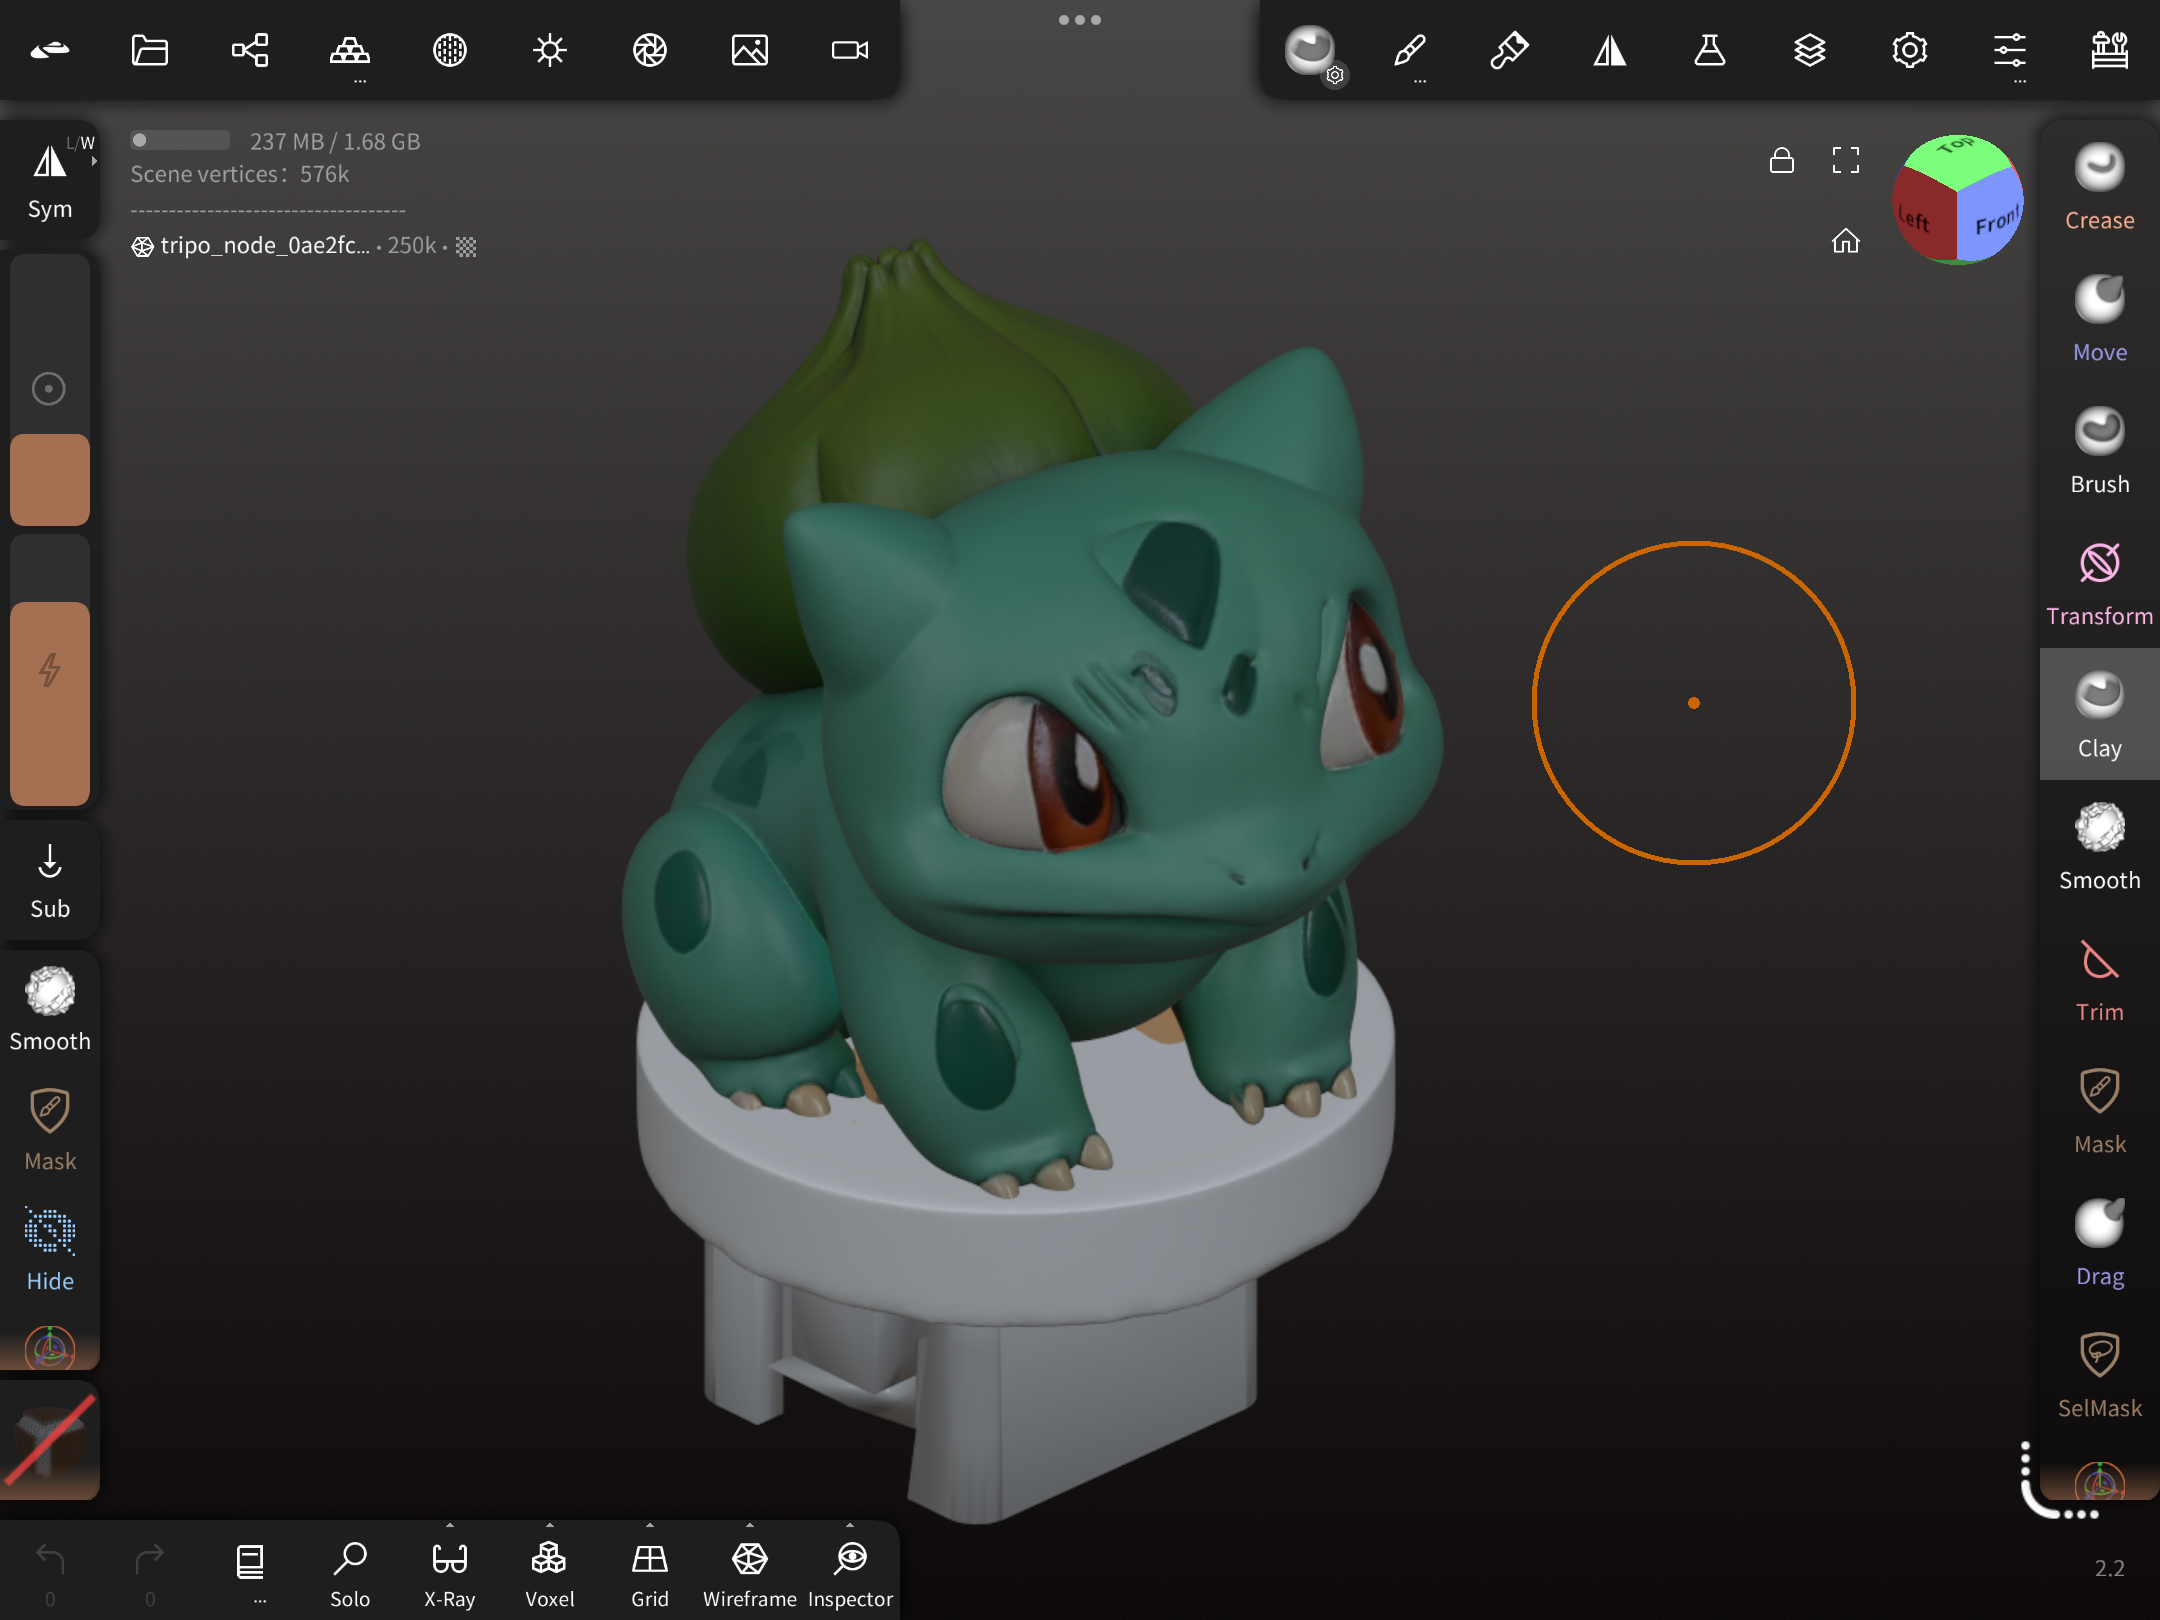 L/W
Sym
237 MB / 1.68 GB
Scene vertices: 576k
------------------------------------
tripo_node_0ae2fc... • 250k •
Top
Left
Front
Crease
Move
Brush
Transform
Clay
Smooth
Trim
Mask
Drag
SelMask
Sub
Smooth
Mask
Hide
0
0
...
Solo
X-Ray
Voxel
Grid
Wireframe
Inspector
2.2